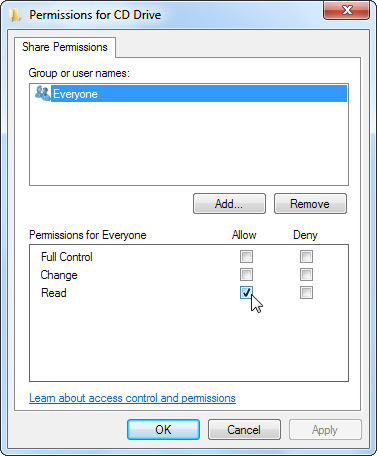 Permissions for CD Drive
Share Permissions
Group or user names:
Everyone
Add... Remove
Permissions for Everyone Allow Deny
Full Control
Change
Read
Learn about access control and permissions
OK Cancel Apply